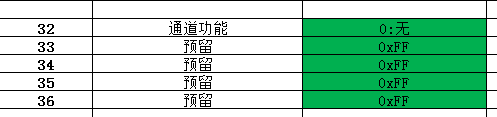 32 通道功能 0:无
33 预留 0xFF
34 预留 0xFF
35 预留 0xFF
36 预留 0xFF